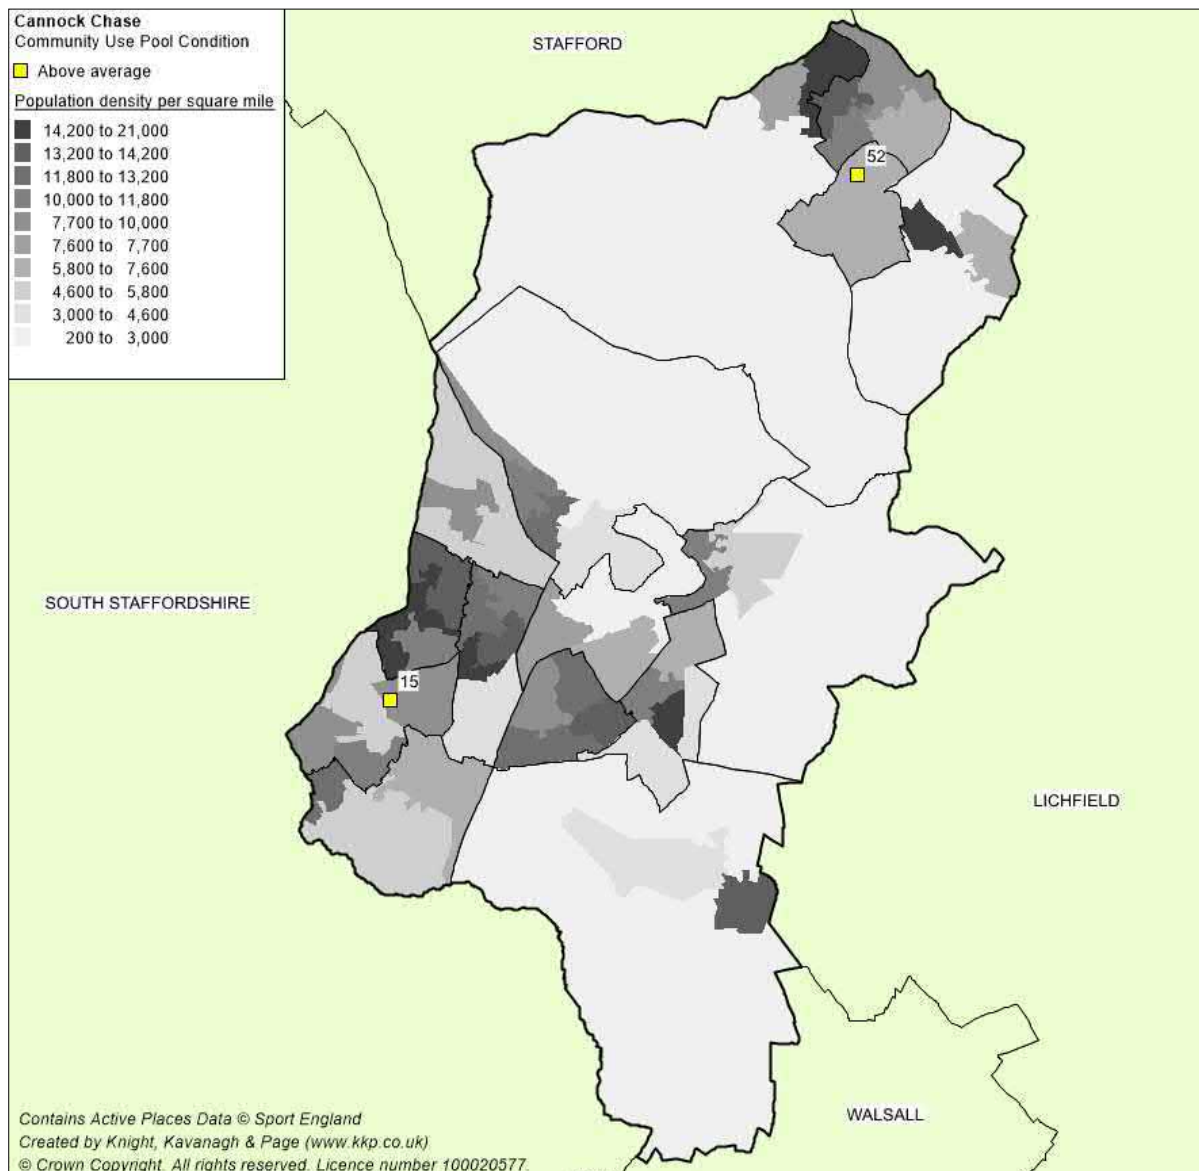 Cannock Chase
Community Use Pool Condition
Above average
Population density per square mile
14,200 to 21,000
13,200 to 14,200
11,800 to 13,200
10,000 to 11,800
7,700 to 10,000
7,600 to 7,700
5,800 to 7,600
4,600 to 5,800
3,000 to 4,600
200 to 3,000
STAFFORD
52
SOUTH STAFFORDSHIRE
15
LICHFIELD
WALSALL
Contains Active Places Data © Sport England
Created by Knight, Kavanagh & Page (www.kkp.co.uk)
© Crown Copyright. All rights reserved. Licence number 100020577.